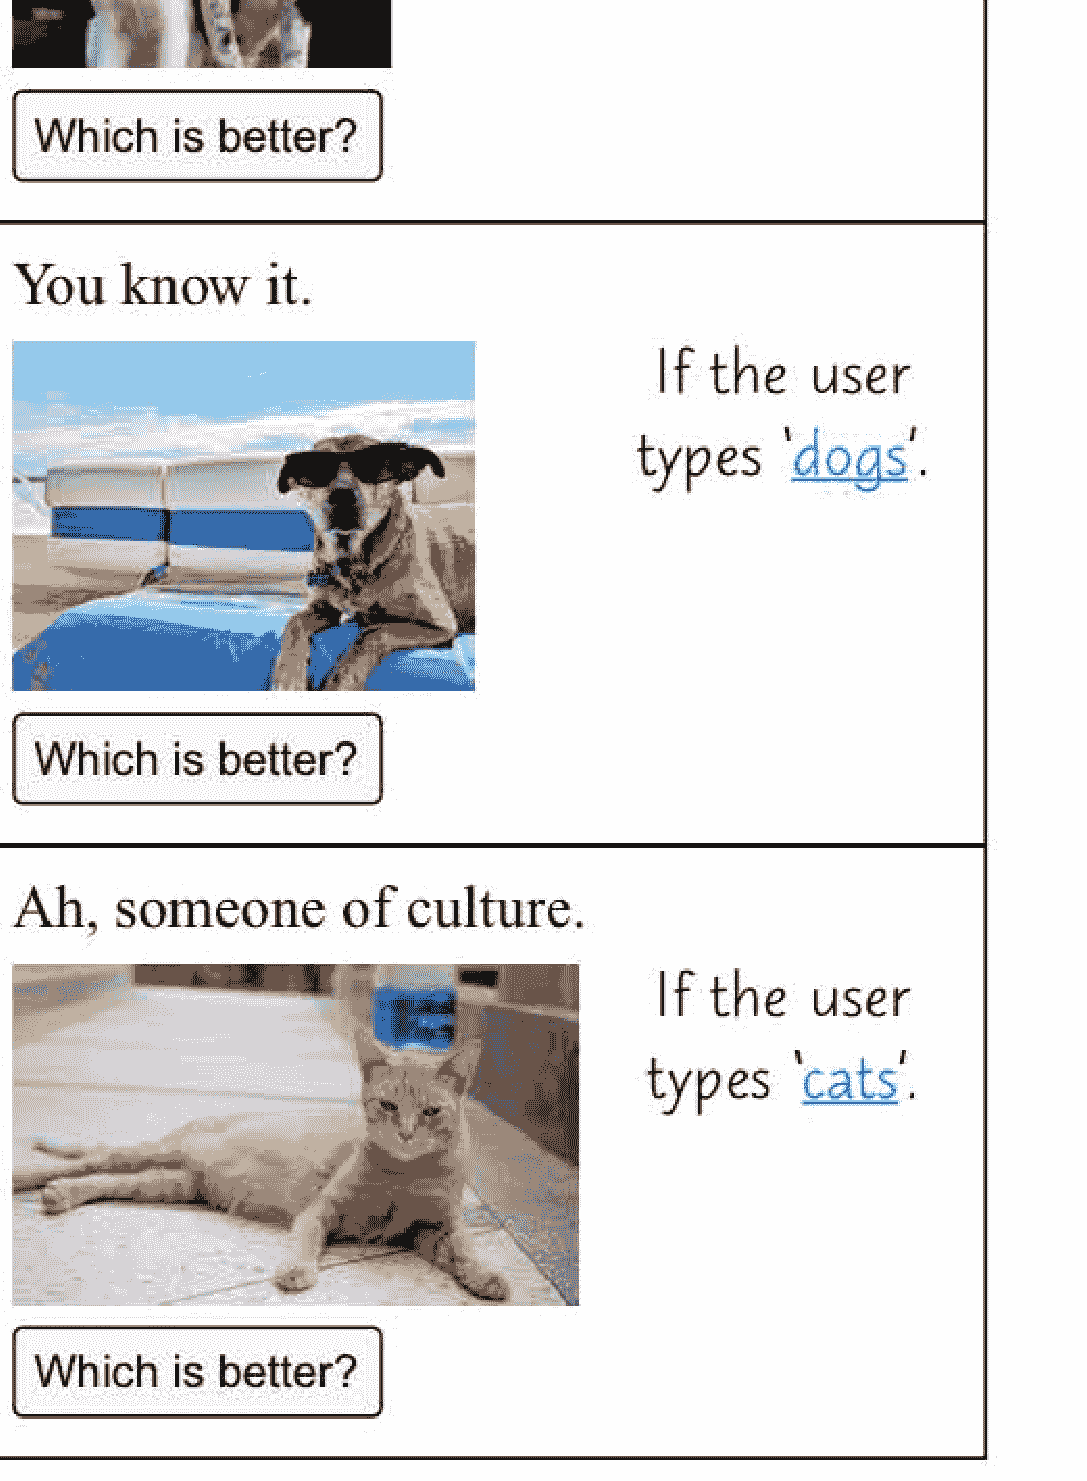 Which is better?
You know it.
If the user
types 'dogs'.
Which is better?
Ah, someone of culture.
If the user
types 'cats'.
Which is better?